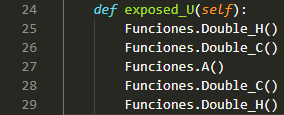 24 def exposed_U(self):
25 Funciones.Double_H()
26 Funciones.Double_C()
27 Funciones.A()
28 Funciones.Double_C()
29 Funciones.Double_H()